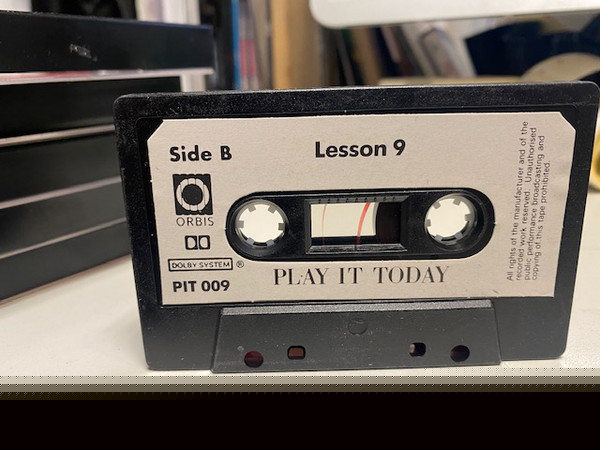 Side B
Lesson 9
ORBIS
DOLBY SYSTEM ®
PIT 009
PLAY IT TODAY
All rights of the manufacturer and of the
recorded work reserved. Unauthorised
public performance broadcasting and
copying of this tape prohibited.